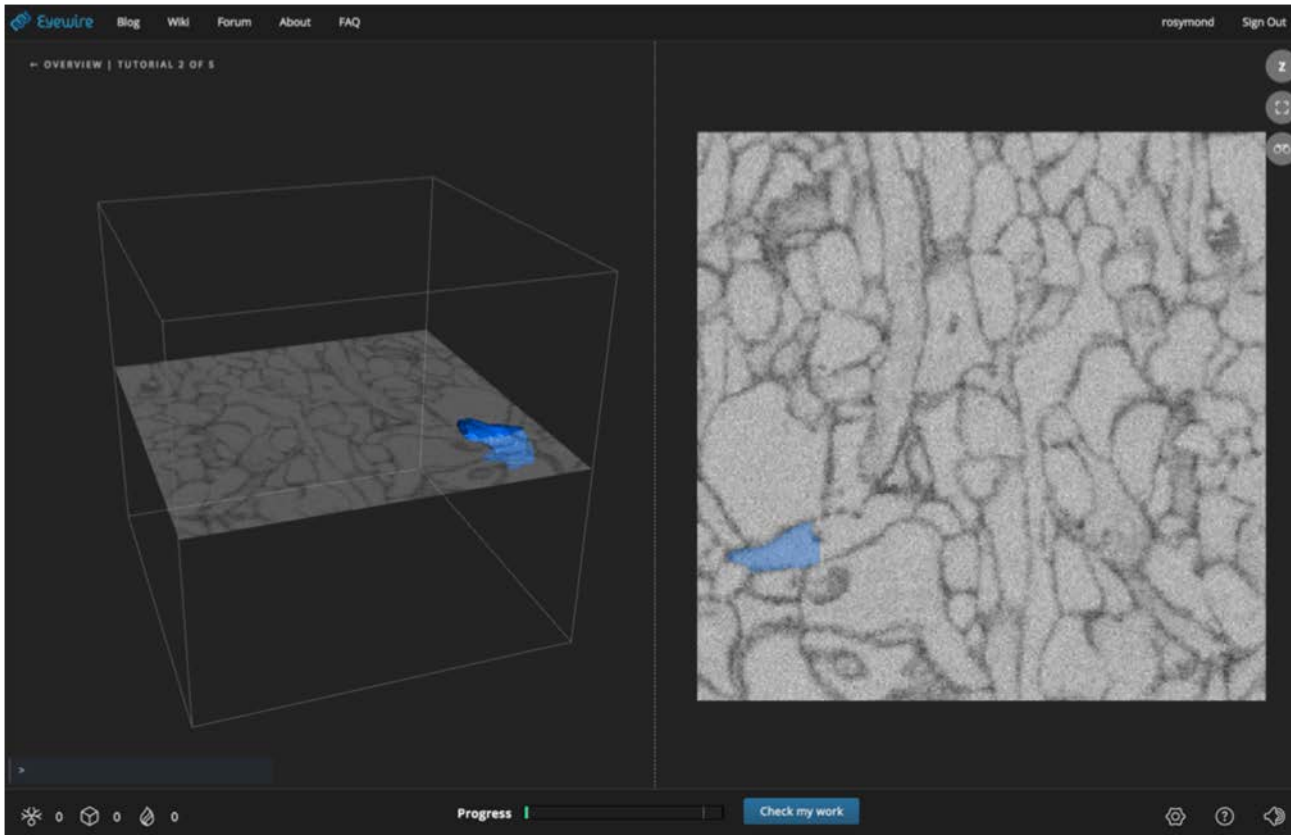 Eyewire Blog Wiki Forum About FAQ rosymond Sign Out
← OVERVIEW | TUTORIAL 2 OF 5
Z
>
0 0 0 Progress Check my work ?